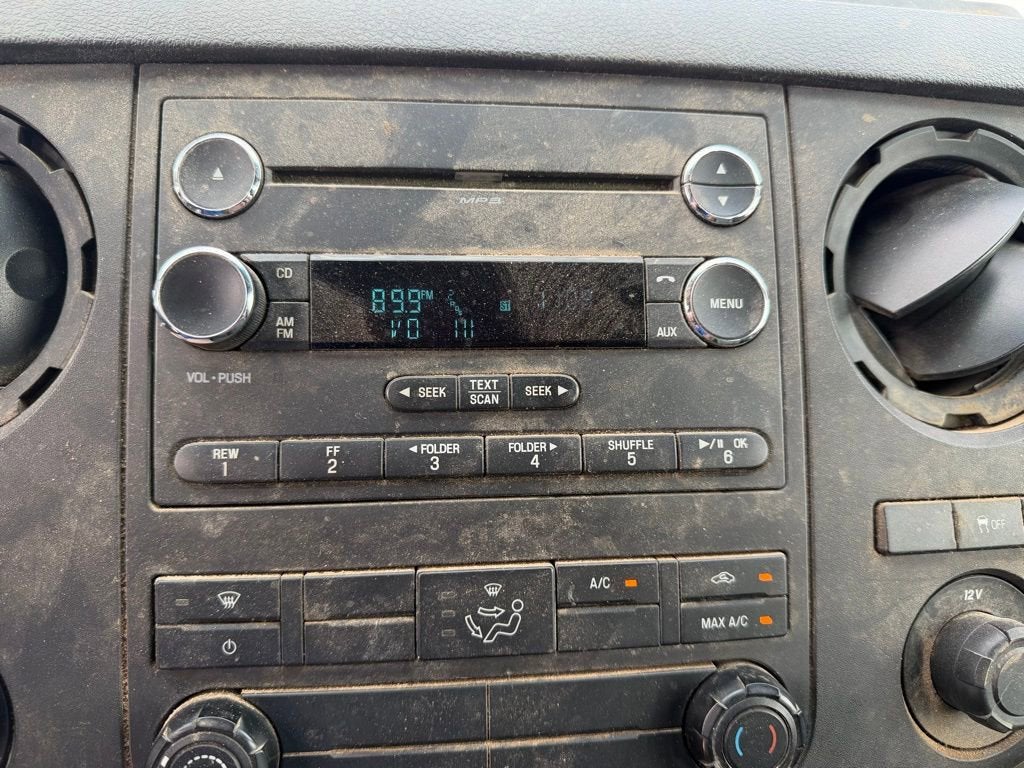 MP3
CD
89.9 FM
AM
FM
AUX
MENU
VOL • PUSH
◄ SEEK
TEXT
SCAN
SEEK ►
REW
1
FF
2
◄ FOLDER
3
FOLDER ►
4
SHUFFLE
5
►/II OK
6
OFF
A/C
MAX A/C
12V